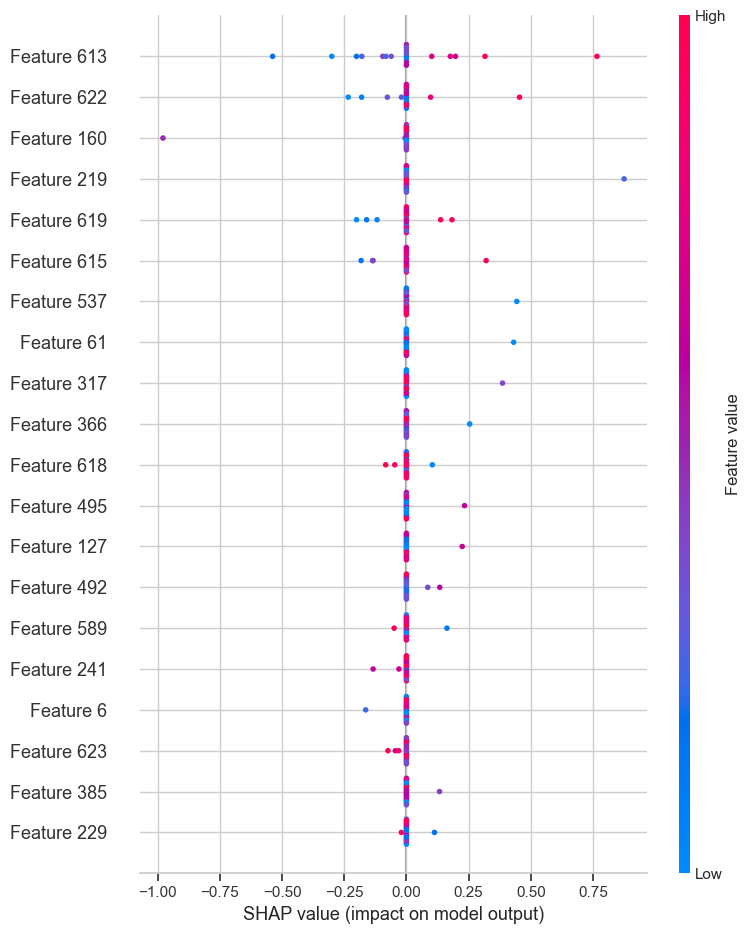 High
Feature 613
Feature 622
Feature 160
Feature 219
Feature 619
Feature 615
Feature 537
Feature 61
Feature 317
Feature 366
Feature 618
Feature 495
Feature 127
Feature 492
Feature 589
Feature 241
Feature 6
Feature 623
Feature 385
Feature 229
Feature value
Low
−1.00 −0.75 −0.50 −0.25 0.00 0.25 0.50 0.75
SHAP value (impact on model output)